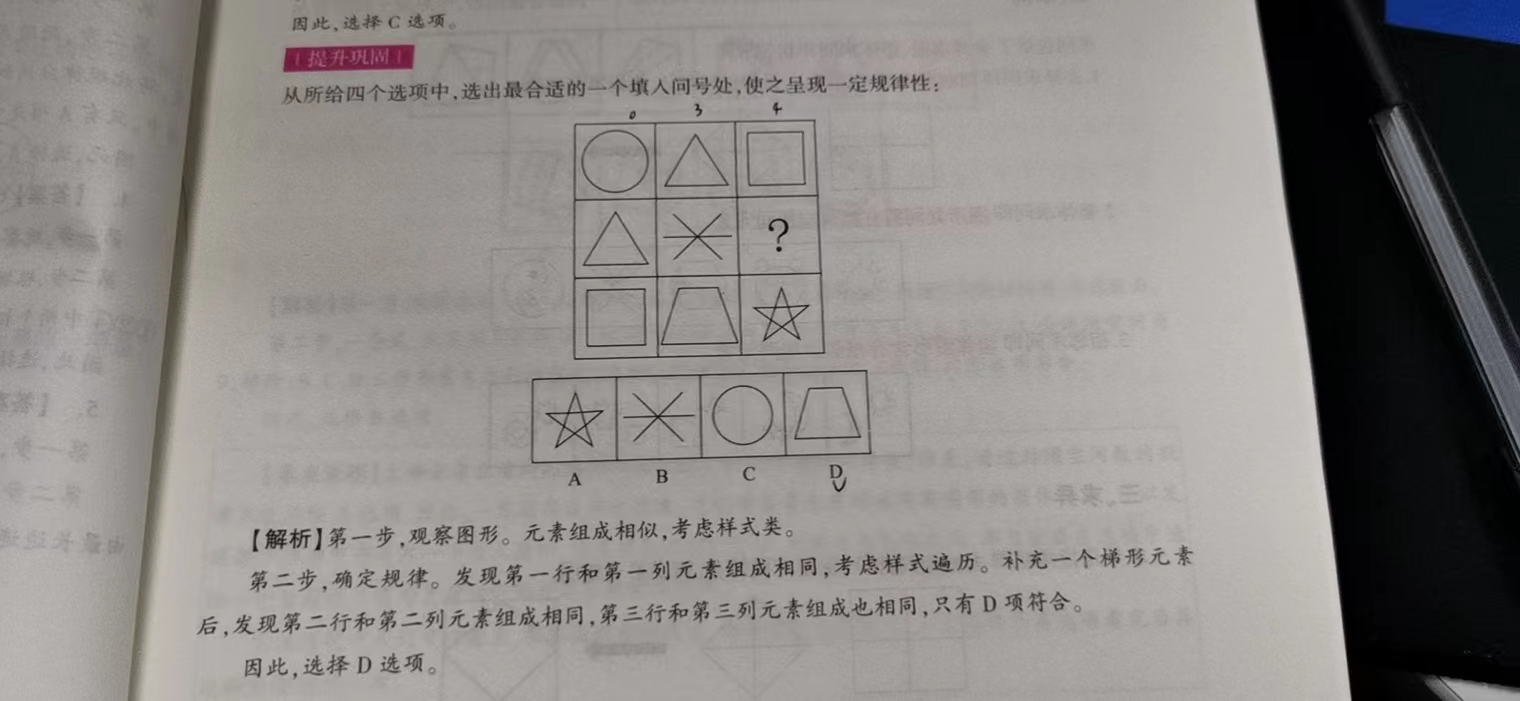 因此,选择 C 选项。
提升巩固
从所给四个选项中,选出最合适的一个填入问号处,使之呈现一定规律性:
0 3 4
?
A B C D
【解析】第一步,观察图形。元素组成相似,考虑样式类。
第二步,确定规律。发现第一行和第一列元素组成相同,考虑样式遍历。补充一个梯形元素
后,发现第二行和第二列元素组成相同,第三行和第三列元素组成也相同,只有 D 项符合。
因此,选择 D 选项。